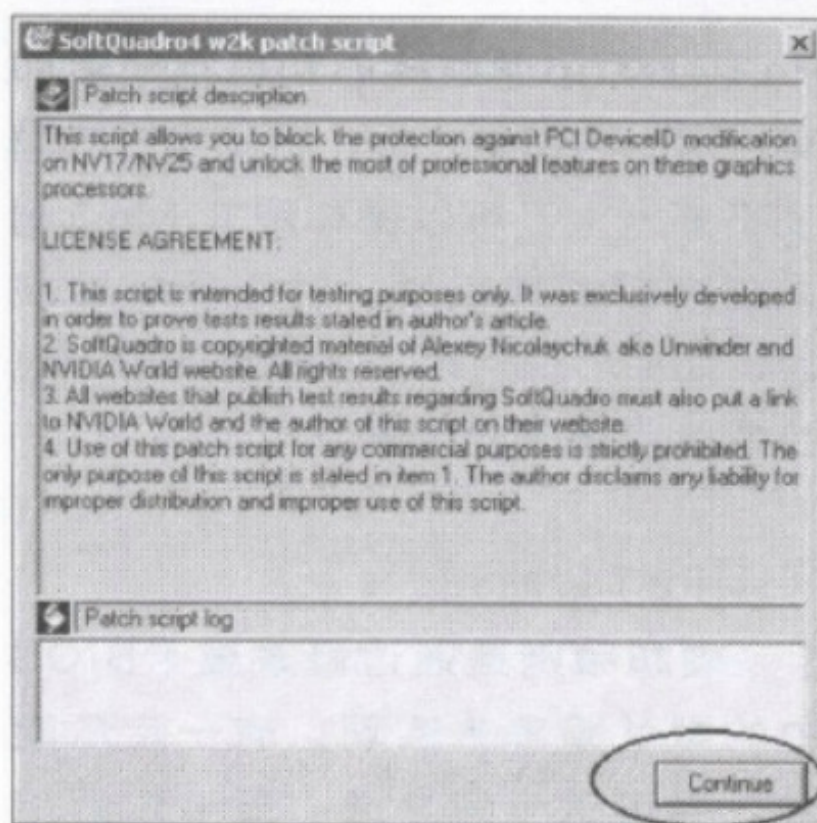 SoftQuadro4 w2k patch script
Patch script description
This script allows you to block the protection against PCI DeviceID modification
on NV17/NV25 and unlock the most of professional features on these graphics
processors.
LICENSE AGREEMENT:
1. This script is intended for testing purposes only. It was exclusively developed
in order to prove tests results stated in author's article.
2. SoftQuadro is copyrighted material of Alexey Nicolaychuk aka Unwinder and
NVIDIA World website. All rights reserved.
3. All websites that publish test results regarding SoftQuadro must also put a link
to NVIDIA World and the author of this script on their website.
4. Use of this patch script for any commercial purposes is strictly prohibited. The
only purpose of this script is stated in item 1. The author disclaims any liability for
improper distribution and improper use of this script.
Patch script log
Continue